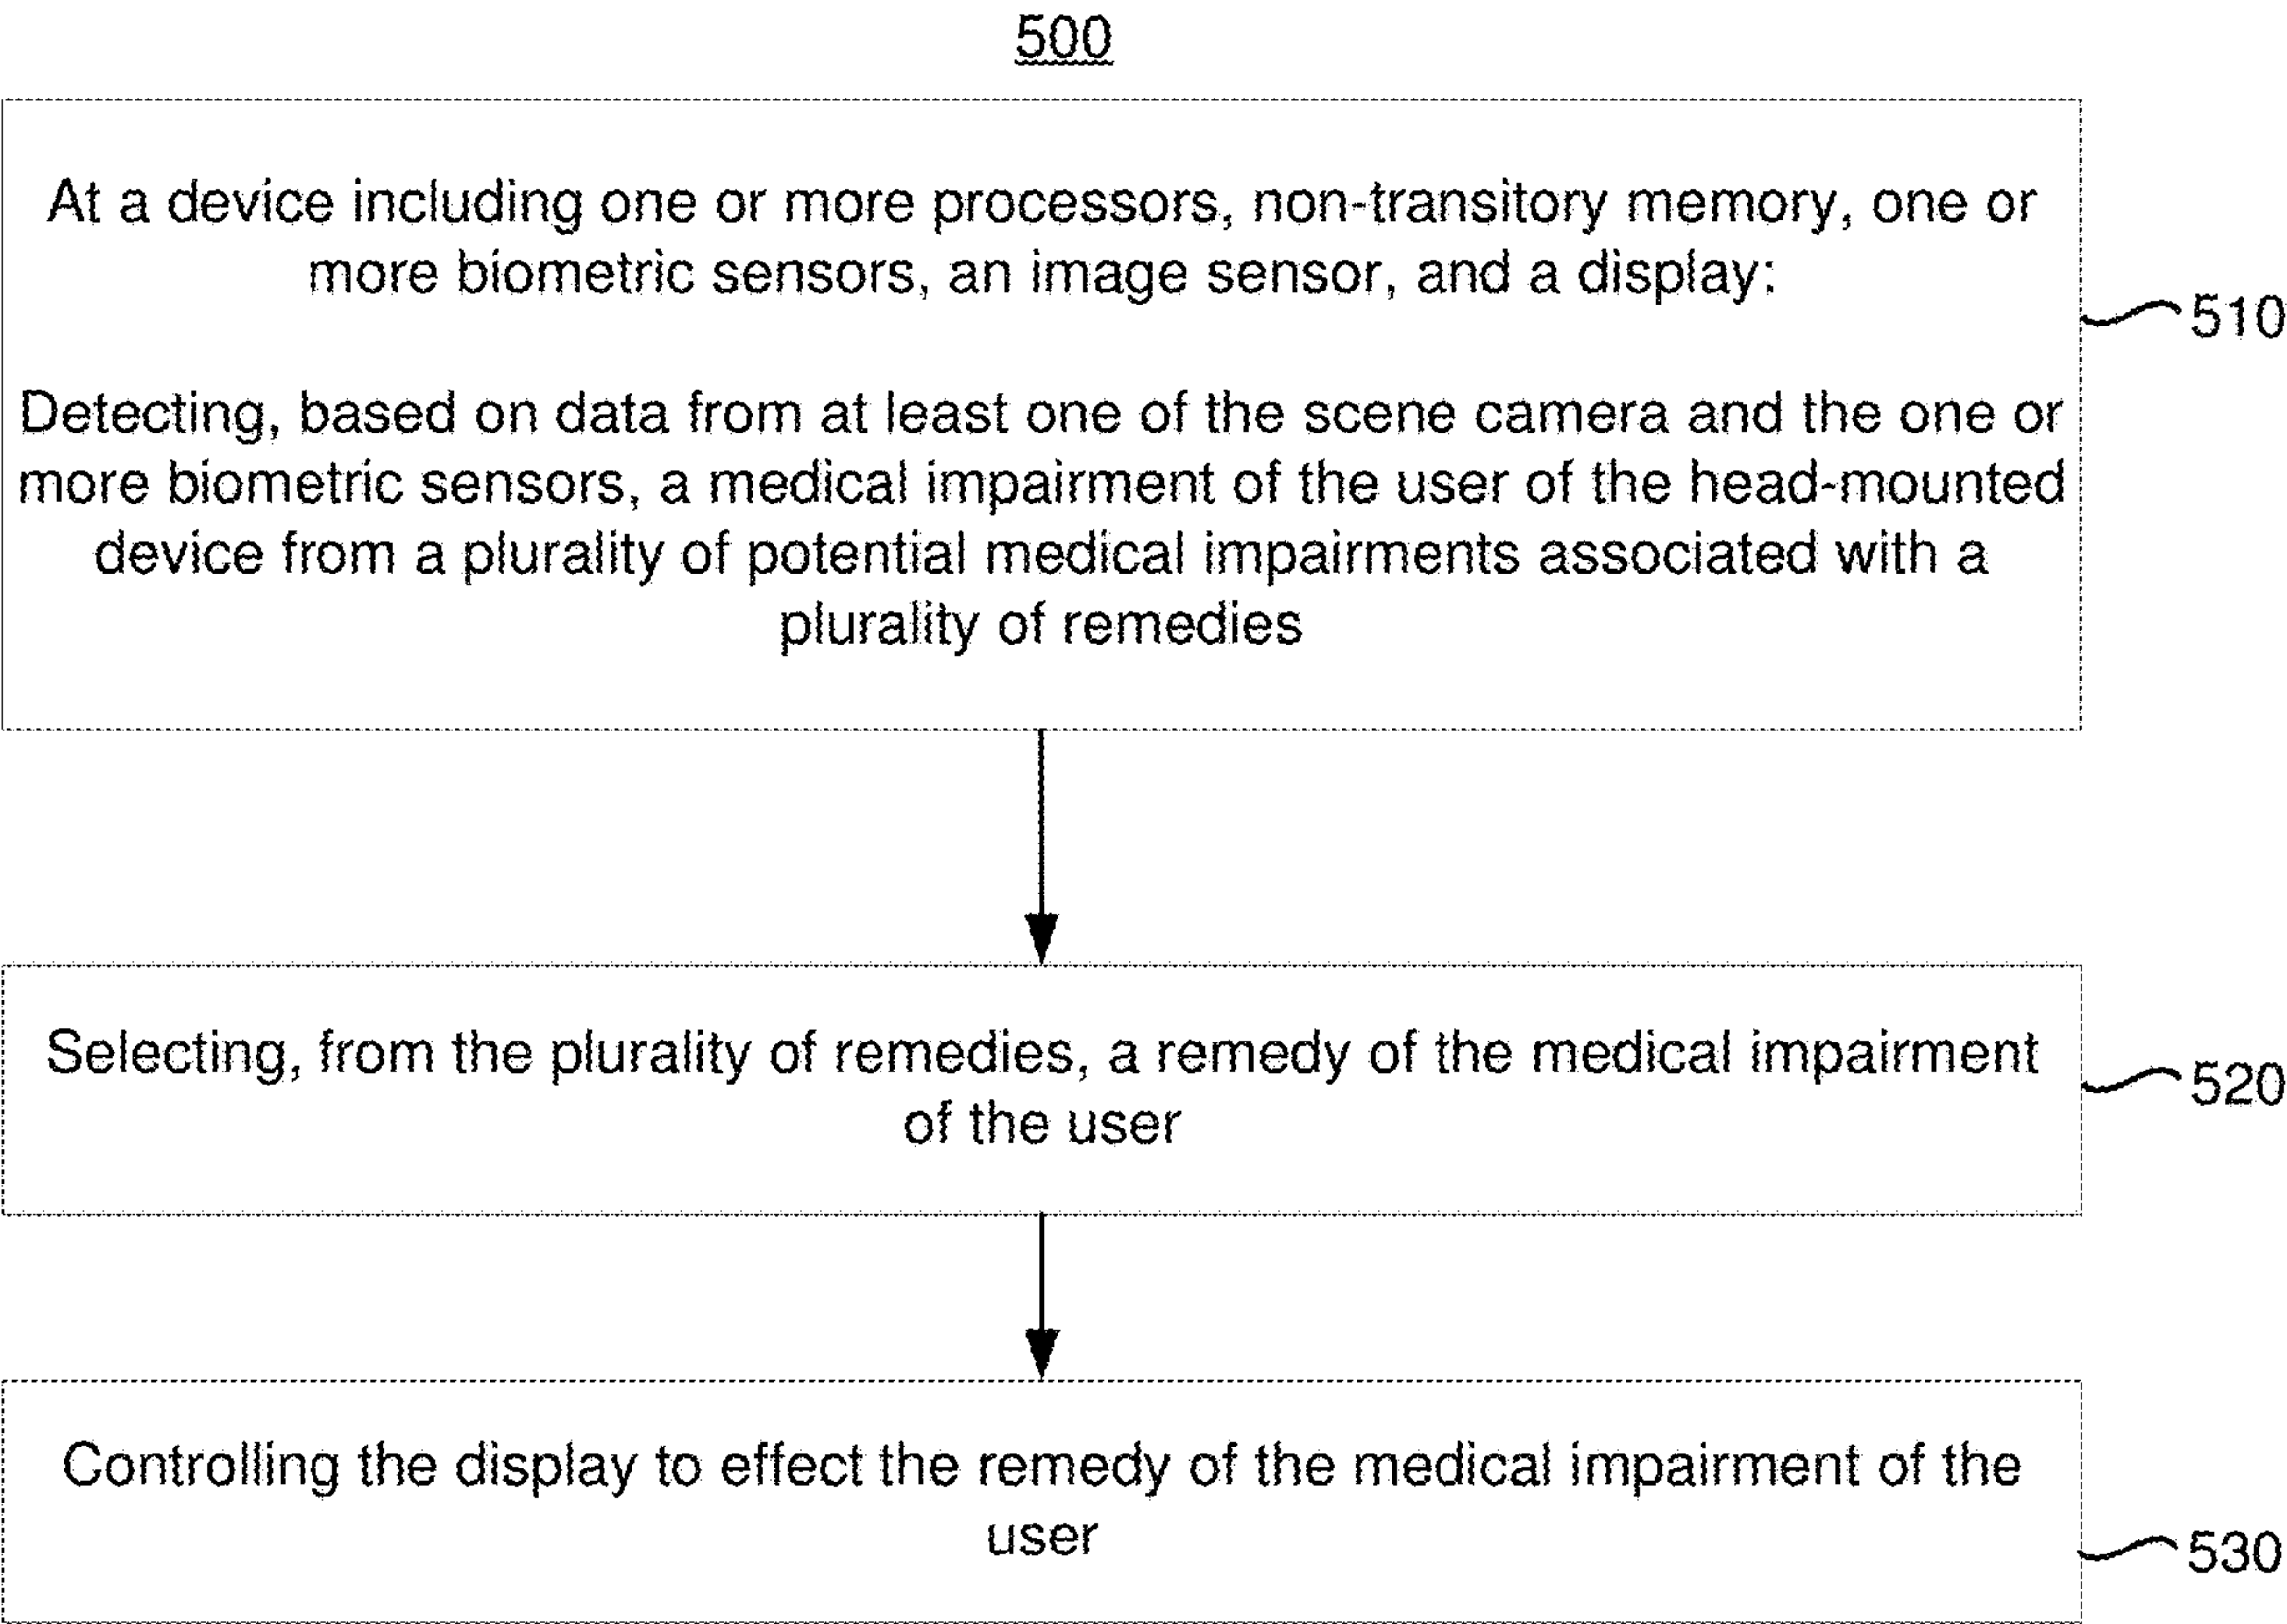 500
At a device including one or more processors, non-transitory memory, one or
more biometric sensors, an image sensor, and a display:
510
Detecting, based on data from at least one of the scene camera and the one or
more biometric sensors, a medical impairment of the user of the head-mounted
device from a plurality of potential medical impairments associated with a
plurality of remedies
Selecting, from the plurality of remedies, a remedy of the medical impairment
of the user
520
Controlling the display to effect the remedy of the medical impairment of the
user
530